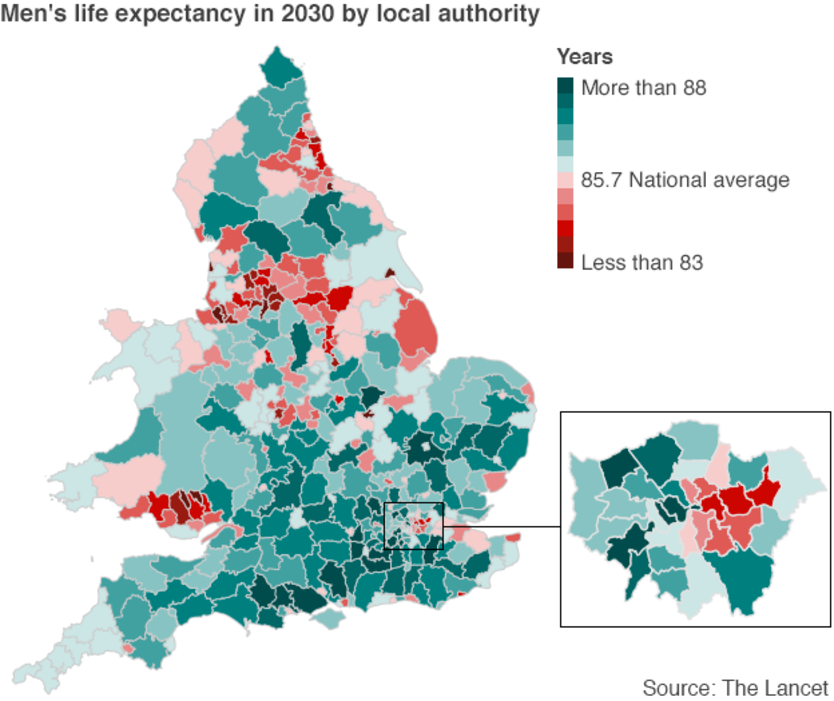 Men's life expectancy in 2030 by local authority
Years
More than 88
85.7 National average
Less than 83
Source: The Lancet